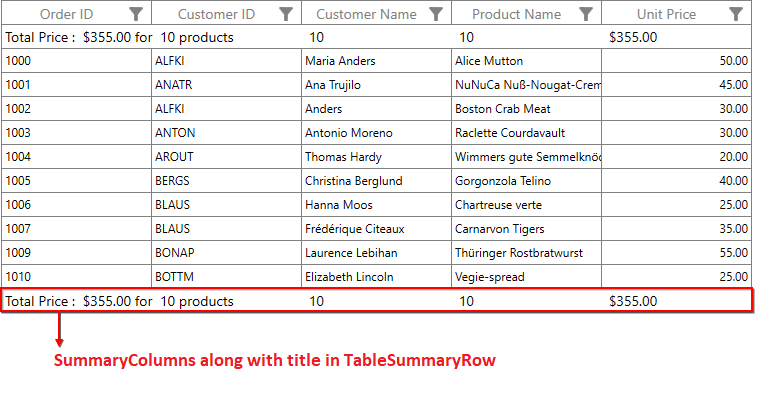 Order ID Customer ID Customer Name Product Name Unit Price
Total Price : $355.00 for 10 products 10 10 $355.00
1000 ALFKI Maria Anders Alice Mutton 50.00
1001 ANATR Ana Trujilo NuNuCa Nuß-Nougat-Crem 45.00
1002 ALFKI Anders Boston Crab Meat 30.00
1003 ANTON Antonio Moreno Raclette Courdavault 30.00
1004 AROUT Thomas Hardy Wimmers gute Semmelknöd 20.00
1005 BERGS Christina Berglund Gorgonzola Telino 40.00
1006 BLAUS Hanna Moos Chartreuse verte 25.00
1007 BLAUS Frédérique Citeaux Carnarvon Tigers 35.00
1009 BONAP Laurence Lebihan Thüringer Rostbratwurst 55.00
1010 BOTTM Elizabeth Lincoln Vegie-spread 25.00
Total Price : $355.00 for 10 products 10 10 $355.00
SummaryColumns along with title in TableSummaryRow